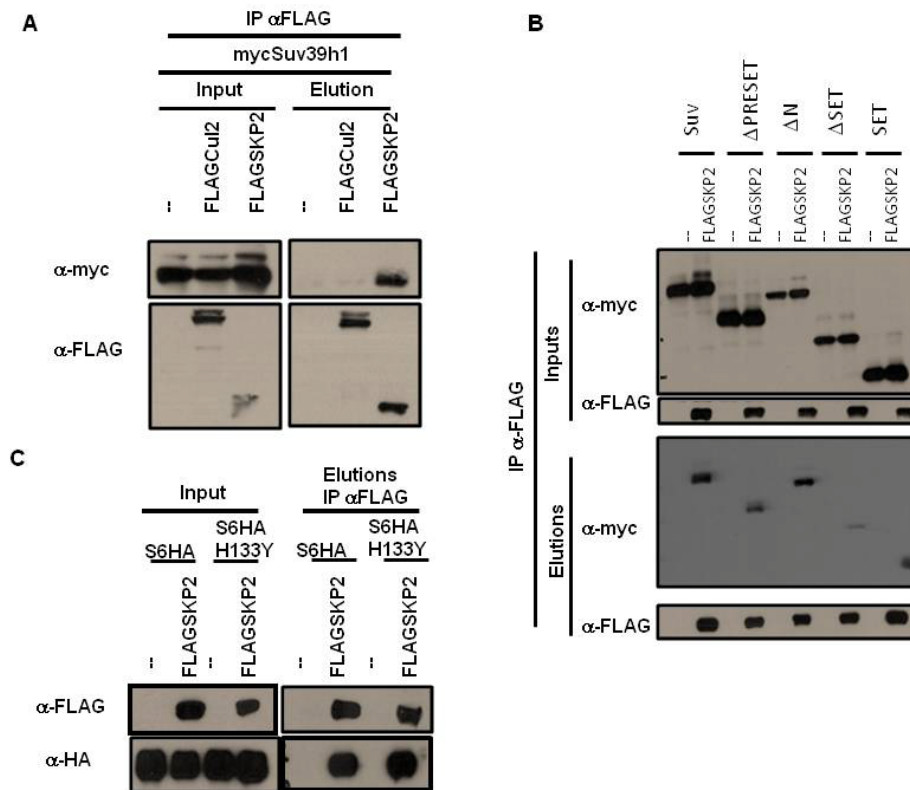 A
IP αFLAG
mycSuv39h1
Input
Elution
--
FLAGCul2
FLAGSKP2
--
FLAGCul2
FLAGSKP2
α-myc
α-FLAG
B
Suv
ΔPRESET
ΔN
ΔSET
SET
--
FLAGSKP2
--
FLAGSKP2
--
FLAGSKP2
--
FLAGSKP2
--
FLAGSKP2
IP α-FLAG
Inputs
α-myc
α-FLAG
Elutions
α-myc
α-FLAG
C
Input
Elutions
IP αFLAG
S6HA
S6HA
H133Y
S6HA
S6HA
H133Y
--
FLAGSKP2
--
FLAGSKP2
--
FLAGSKP2
--
FLAGSKP2
α-FLAG
α-HA